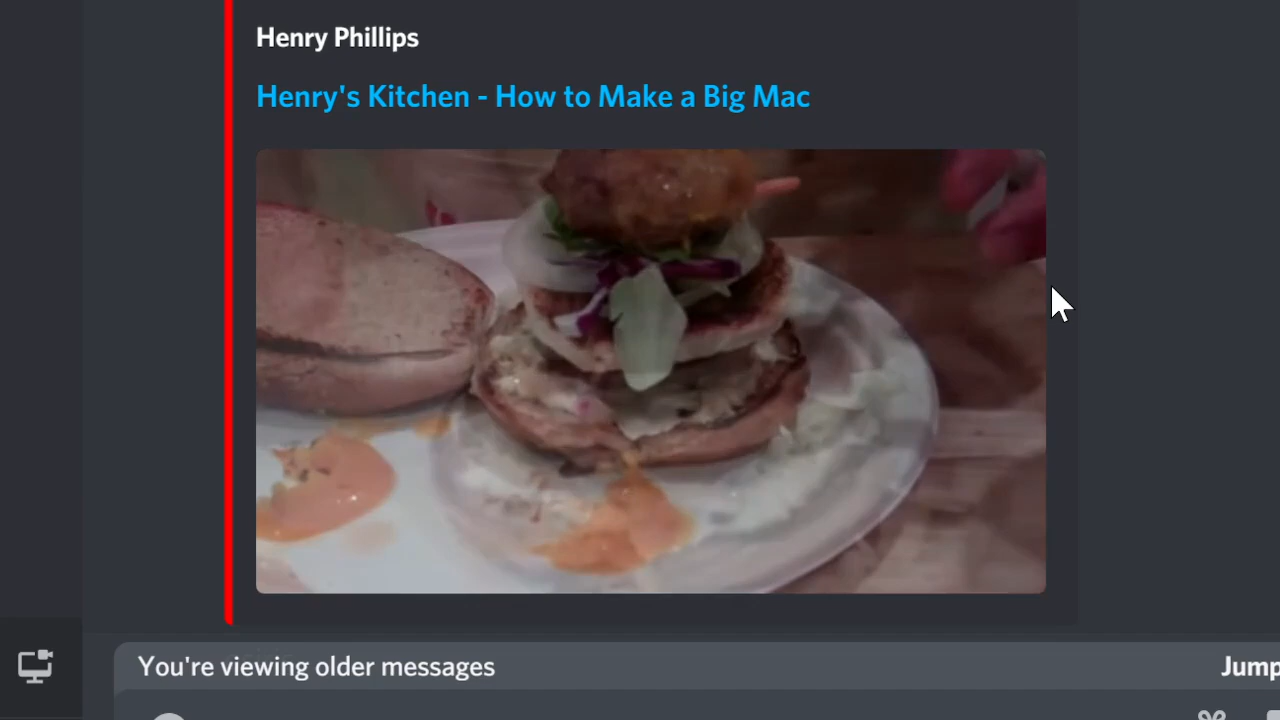 Henry Phillips
Henry's Kitchen - How to Make a Big Mac
You're viewing older messages
Jump